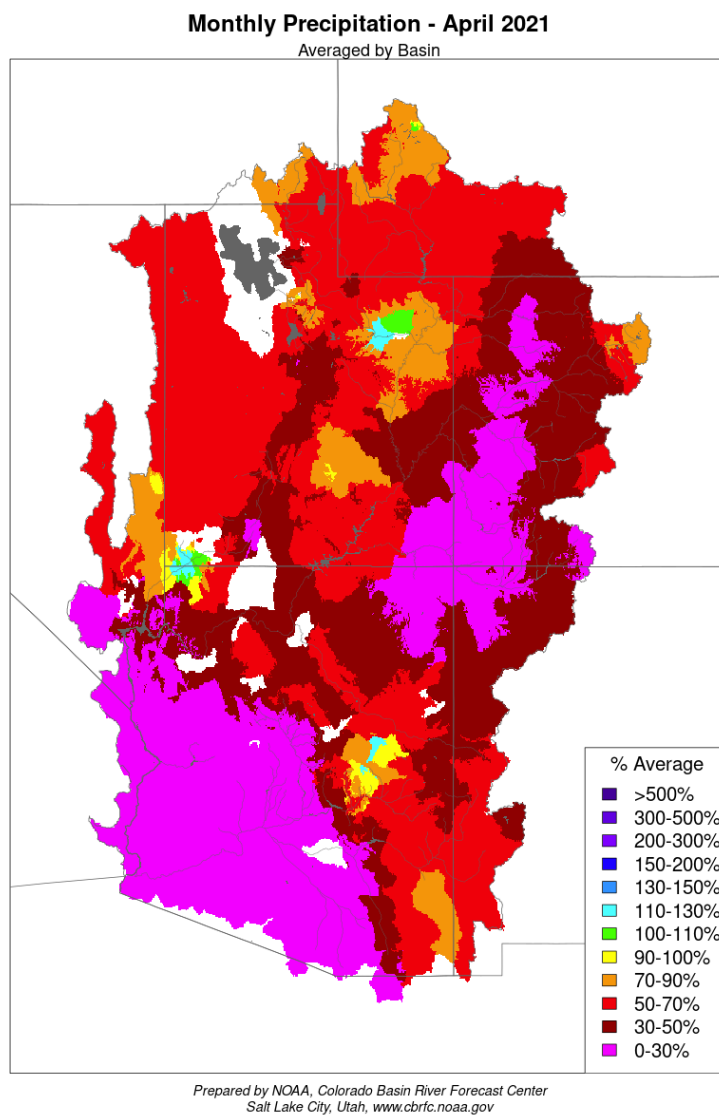 Monthly Precipitation - April 2021
Averaged by Basin
% Average
>500%
300-500%
200-300%
150-200%
130-150%
110-130%
100-110%
90-100%
70-90%
50-70%
30-50%
0-30%
Prepared by NOAA, Colorado Basin River Forecast Center
Salt Lake City, Utah, www.cbrfc.noaa.gov